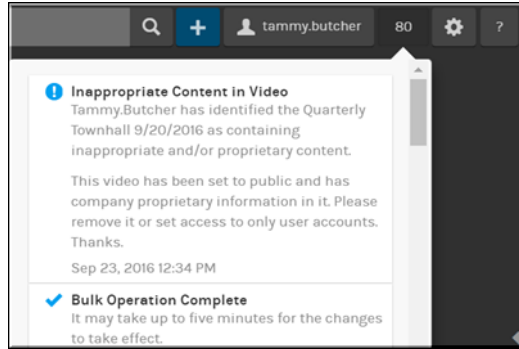 tammy.butcher 80 ?
Inappropriate Content in Video
Tammy.Butcher has identified the Quarterly
Townhall 9/20/2016 as containing
inappropriate and/or proprietary content.
This video has been set to public and has
company proprietary information in it. Please
remove it or set access to only user accounts.
Thanks.
Sep 23, 2016 12:34 PM
Bulk Operation Complete
It may take up to five minutes for the changes
to take effect.